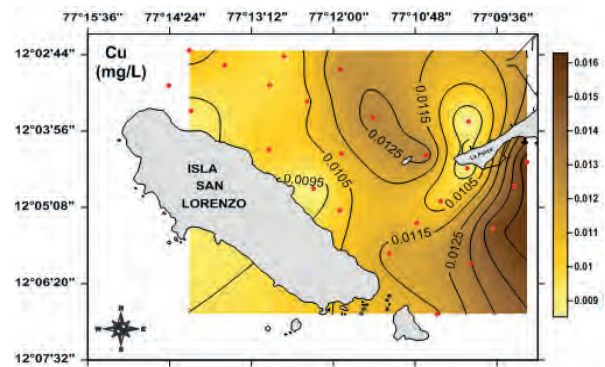 77°15'36" 77°14'24" 77°13'12" 77°12'00" 77°10'48" 77°09'36"
12°02'44"
12°03'56"
12°05'08"
12°06'20"
12°07'32"
Cu
(mg/L)
ISLA
SAN
LORENZO
La Punta
0.0095
0.0105
0.0125
0.0115
0.0105
0.0115
0.0125
N
W E
S
0.016
0.015
0.014
0.013
0.012
0.011
0.01
0.009